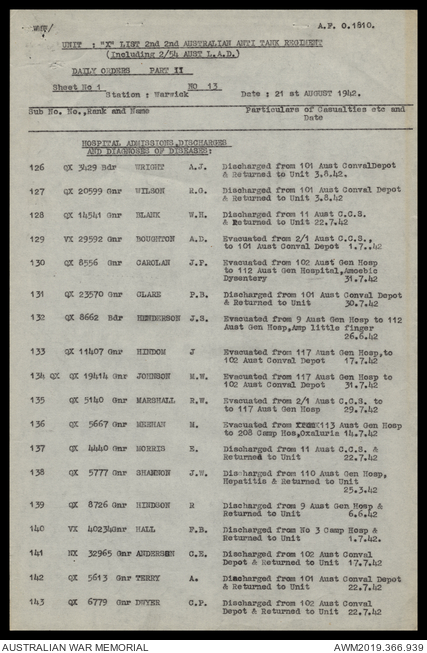 A.F. O.1810.
UNIT : "X" LIST 2nd 2nd AUSTRALIAN ANTI TANK REGIMENT
(Including 2/54 AUST L.A.D.)
DAILY ORDERS PART II
Sheet No 1 NO 13
Station : Warwick Date : 21 st AUGUST 1942.
Sub No. No.,Rank and Name Particulars of Casualties etc and
Date
HOSPITAL ADMISSIONS,DISCHARGES
AND DIAGNOSES OF DISEASES:
126 QX 3429 Bdr WRIGHT A.J. Discharged from 101 Aust ConvalDepot
& Returned to Unit 3.8.42.
127 QX 20599 Gnr WILSON R.G. Discharged from 101 Aust Conval Depot
& Returned to Unit 3.8.42
128 QX 14541 Gnr BLANK W.H. Discharged from 11 Aust C.C.S.
& Returned to Unit 22.7.42
129 VX 29592 Gnr BOUGHTON A.D. Evacuated from 2/1 Aust C.C.S.,
to 101 Aust Conval Depot 1.7.42
130 QX 8556 Gnr CAROLAN J.F. Evacuated from 102 Aust Gen Hosp
to 112 Aust Gen Hospital,Amoebic
Dysentery 31.7.42
131 QX 23570 Gnr CLARE P.B. Discharged from 101 Aust Conval Depot
& Returned to Unit 30.7.42
132 QX 8662 Bdr HENDERSON J.S. Evacuated from 9 Aust Gen Hosp to 112
Aust Gen Hosp,Amp little finger
26.6.42
133 QX 11407 Gnr HINDOM J Evacuated from 117 Aust Gen Hosp,to
102 Aust Conval Depot 17.7.42
134 QX QX 19414 Gnr JOHNSON M.W. Evacuated from 117 Aust Gen Hosp to
102 Aust Conval Depot 31.7.42
135 QX 5140 Gnr MARSHALL R.W. Evacuated from 2/1 Aust C.C.S. to
to 117 Aust Gen Hosp 29.7.42
136 QX 5667 Gnr MEEHAN M. Evacuated from 113 Aust Gen Hosp
to 208 Camp Hos,Oxaluria 14.7.42
137 QX 4440 Gnr MORRIS E. Discharged from 11 Aust C.C.S. &
Returned to Unit 22.7.42
138 QX 5777 Gnr SHANNON J.W. Discharged from 110 Aust Gen Hosp,
Hepatitis & Returned to Unit
25.3.42
139 QX 8726 Gnr HINDSON R Discharged from 9 Aust Gen Hosp &
Returned to Unit 6.6.42
140 VX 40234Gnr HALL F.B. Discharged from No 3 Camp Hosp &
Returned to Unit 1.7.42.
141 NX 32965 Gnr ANDERSON C.E. Discharged from 102 Aust Conval
Depot & Returned to Unit 17.7.42
142 QX 5613 Gnr TERRY A. Discharged from 101 Aust Conval Depot
& Returned to Unit 22.7.42
143 QX 6779 Gnr DWYER C.P. Discharged from 102 Aust Conval
Depot & Returned to Unit 22.7.42
AUSTRALIAN WAR MEMORIAL AWM2019.366.939